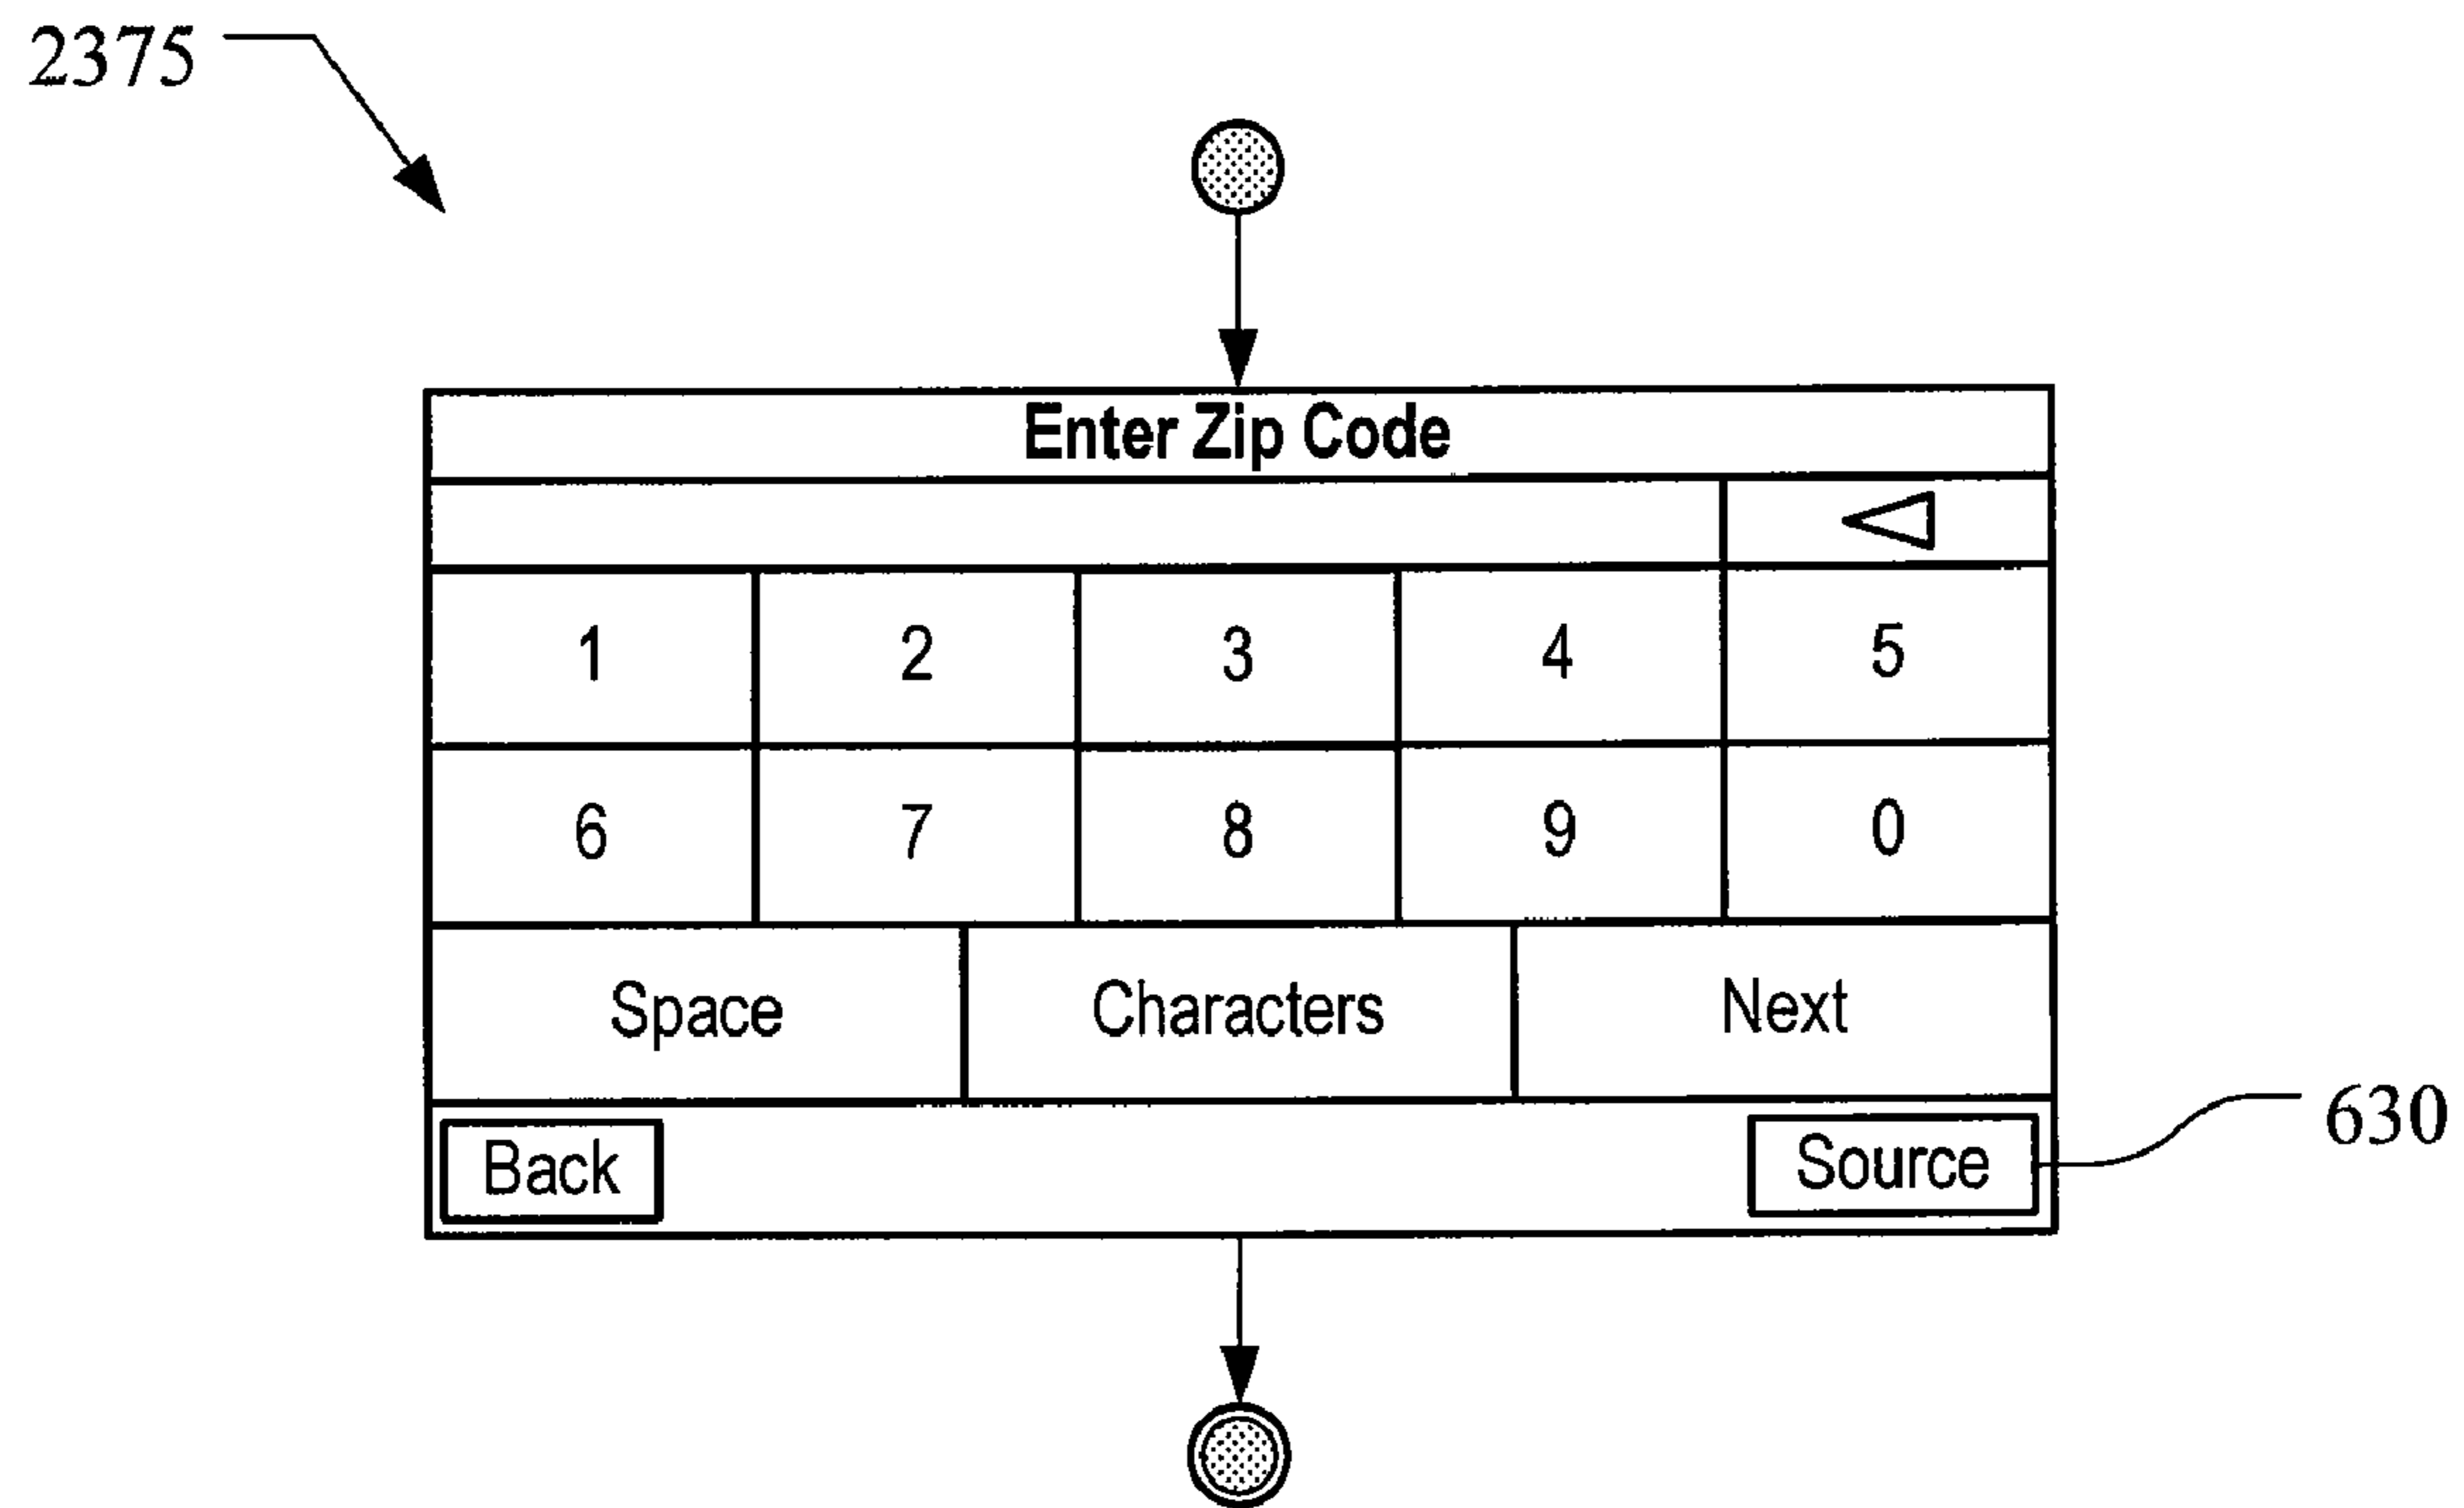 2375
Enter Zip Code
1 2 3 4 5
6 7 8 9 0
Space Characters Next
Back Source 630